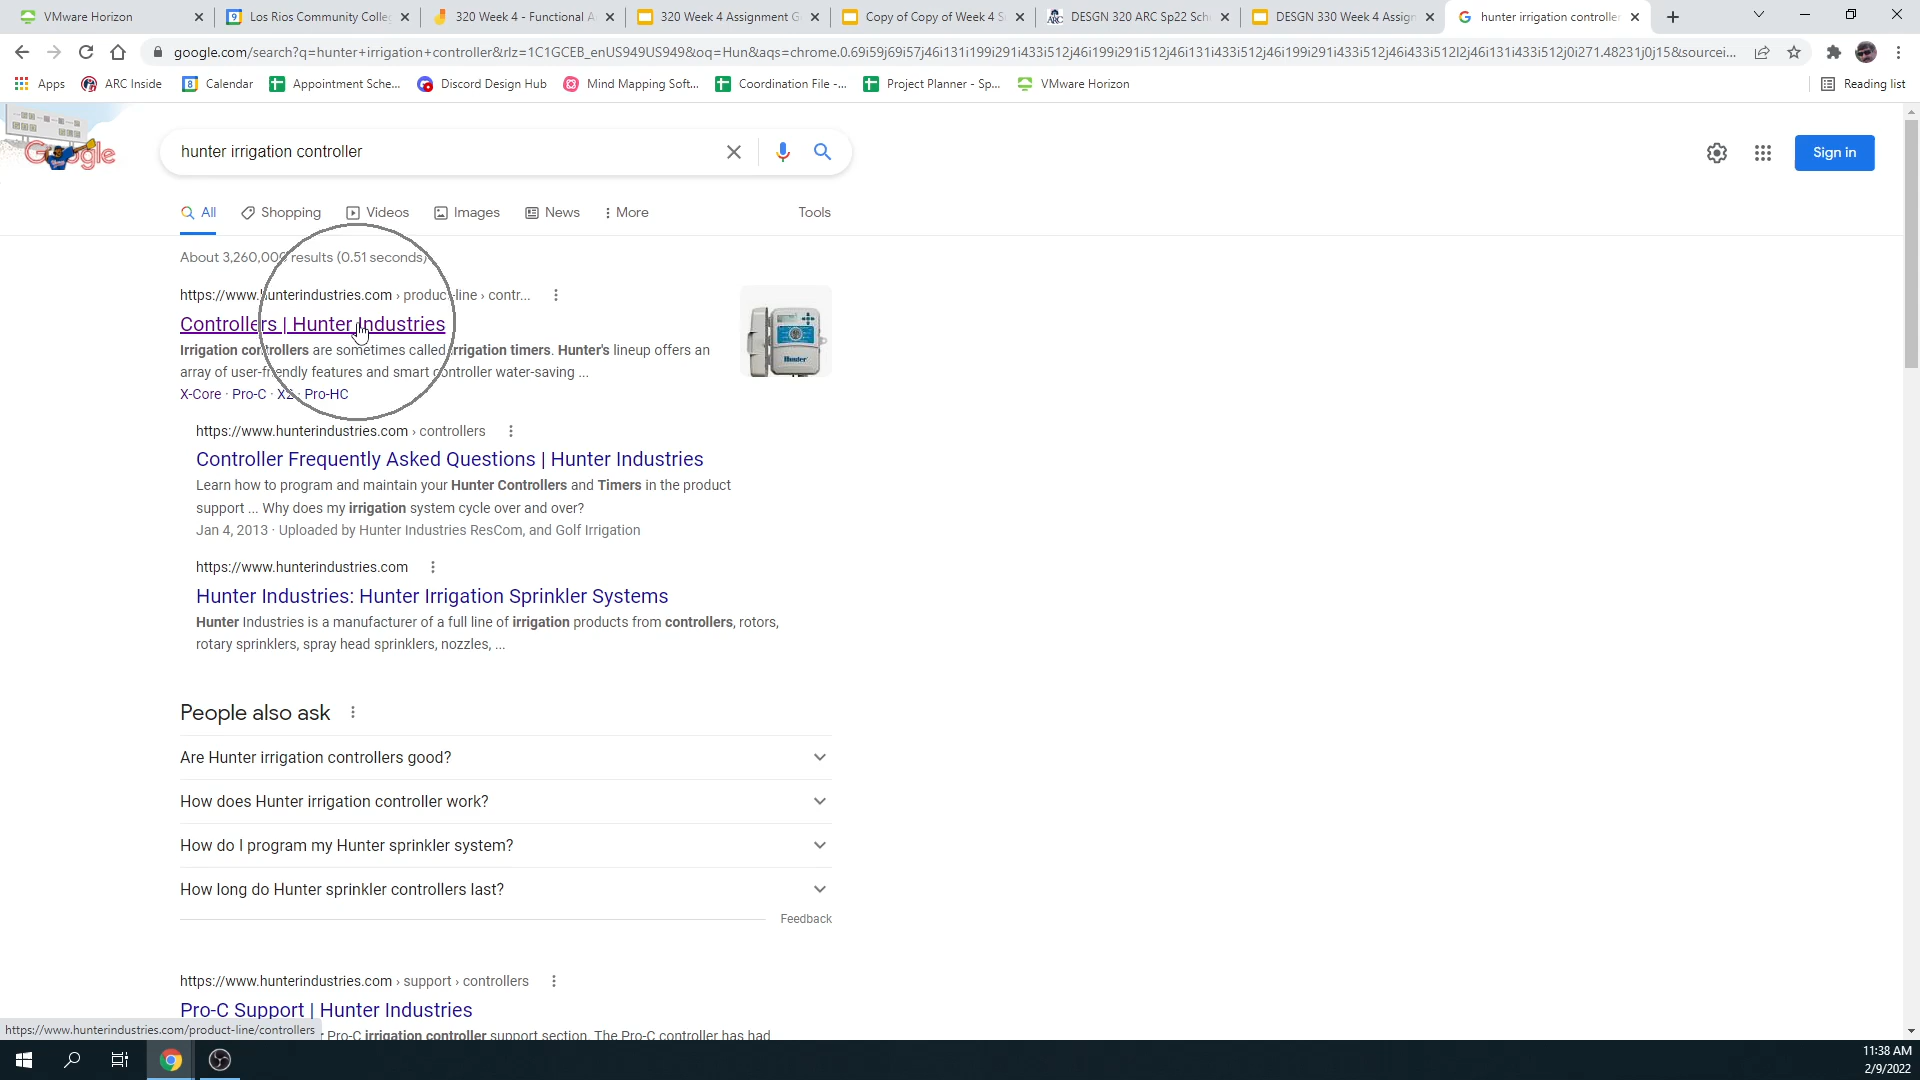 VMware Horizon
Los Rios Community Colle
320 Week 4 - Functional A
320 Week 4 Assignment G
Copy of Copy of Week 4 S
DESGN 320 ARC Sp22 Sch
DESGN 330 Week 4 Assign
hunter irrigation controller
google.com/search?q=hunter+irrigation+controller&rlz=1C1GCEB_enUS949US949&oq=Hun&aqs=chrome.0.69i59j69i57j46i131i199i291i433i512j46i199i291i512j46i131i433i512j46i199i291i433i512j46i433i512l2j46i131i433i512j0i271.48231j0j15&sourcei...
Apps
ARC Inside
Calendar
Appointment Sche...
Discord Design Hub
Mind Mapping Soft...
Coordination File -...
Project Planner - Sp...
VMware Horizon
Reading list
Google
hunter irrigation controller
Sign in
All
Shopping
Videos
Images
News
More
Tools
About 3,260,000 results (0.51 seconds)
https://www.hunterindustries.com › product-line › contr...
Controllers | Hunter Industries
Irrigation controllers are sometimes called irrigation timers. Hunter's lineup offers an
array of user-friendly features and smart controller water-saving ...
X-Core · Pro-C · X2 · Pro-HC
Hunter
https://www.hunterindustries.com › controllers
Controller Frequently Asked Questions | Hunter Industries
Learn how to program and maintain your Hunter Controllers and Timers in the product
support ... Why does my irrigation system cycle over and over?
Jan 4, 2013 · Uploaded by Hunter Industries ResCom, and Golf Irrigation
https://www.hunterindustries.com
Hunter Industries: Hunter Irrigation Sprinkler Systems
Hunter Industries is a manufacturer of a full line of irrigation products from controllers, rotors,
rotary sprinklers, spray head sprinklers, nozzles, ...
People also ask
Are Hunter irrigation controllers good?
How does Hunter irrigation controller work?
How do I program my Hunter sprinkler system?
How long do Hunter sprinkler controllers last?
Feedback
https://www.hunterindustries.com › support › controllers
Pro-C Support | Hunter Industries
https://www.hunterindustries.com/product-line/controllers
Pro-C irrigation controller support section. The Pro-C controller has had
11:38 AM
2/9/2022